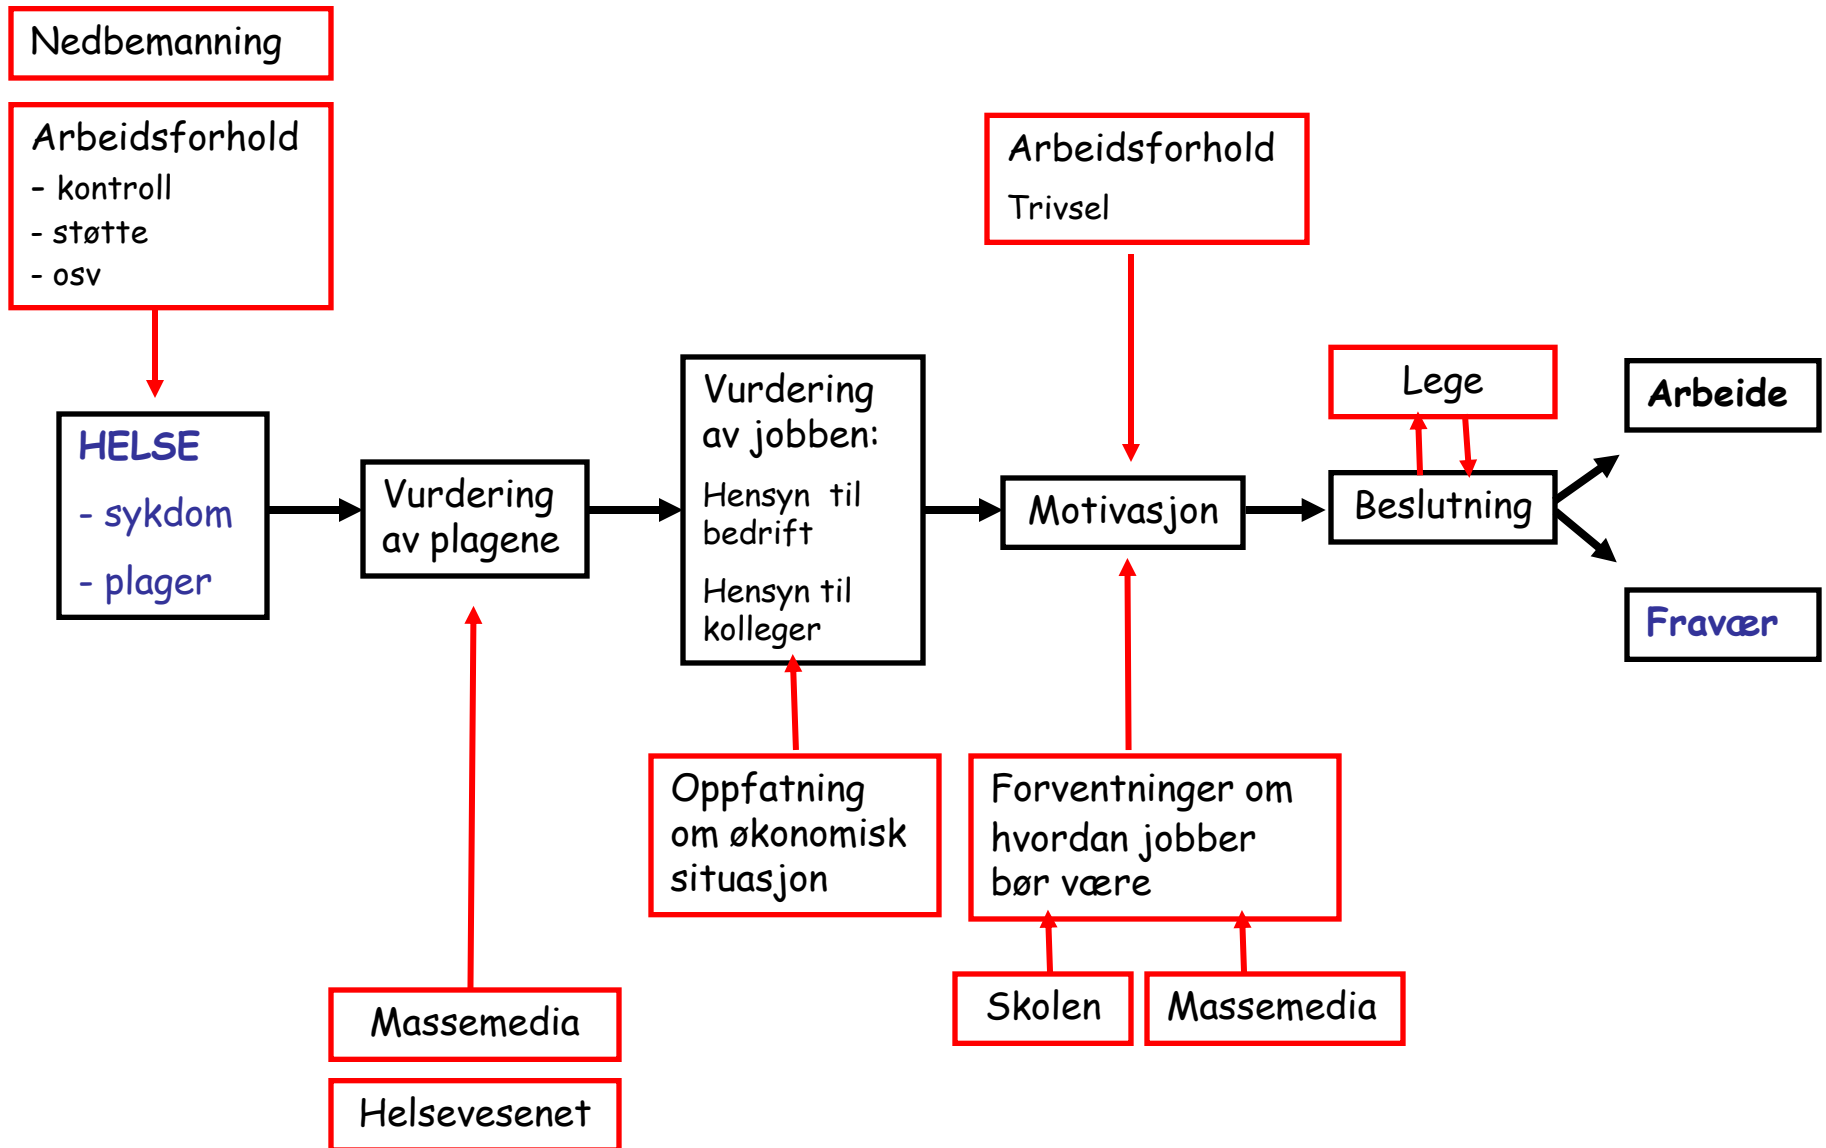 Nedbemanning
Arbeidsforhold
- kontroll
- støtte
- osv
Arbeidsforhold
Trivsel
HELSE
- sykdom
- plager
Vurdering
av plagene
Vurdering
av jobben:
Hensyn til
bedrift
Hensyn til
kolleger
Motivasjon
Lege
Beslutning
Arbeide
Fravær
Oppfatning
om økonomisk
situasjon
Forventninger om
hvordan jobber
bør være
Skolen
Massemedia
Massemedia
Helsevesenet